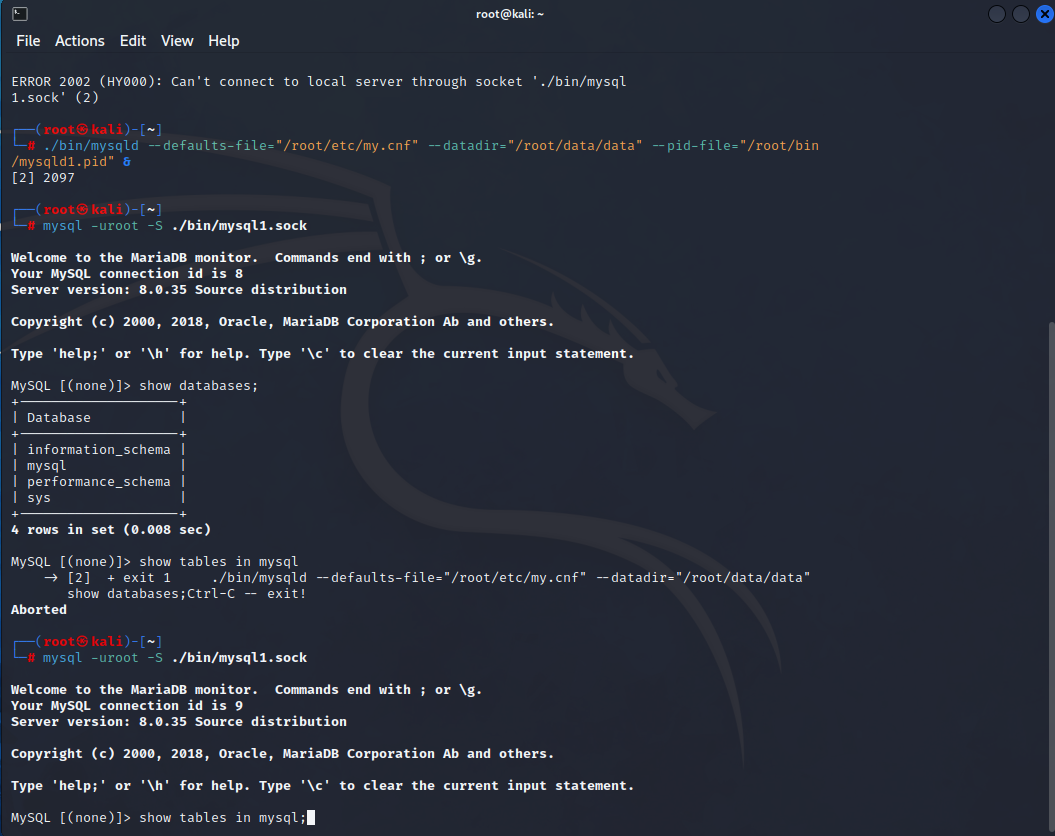 root@kali: ~
File Actions Edit View Help
ERROR 2002 (HY000): Can't connect to local server through socket './bin/mysql
1.sock' (2)
┌──(root㉿kali)-[~]
└─# ./bin/mysqld --defaults-file="/root/etc/my.cnf" --datadir="/root/data/data" --pid-file="/root/bin
/mysqld1.pid" &
[2] 2097
┌──(root㉿kali)-[~]
└─# mysql -uroot -S ./bin/mysql1.sock
Welcome to the MariaDB monitor.  Commands end with ; or \g.
Your MySQL connection id is 8
Server version: 8.0.35 Source distribution
Copyright (c) 2000, 2018, Oracle, MariaDB Corporation Ab and others.
Type 'help;' or '\h' for help. Type '\c' to clear the current input statement.
MySQL [(none)]> show databases;
+--------------------+
| Database           |
+--------------------+
| information_schema |
| mysql              |
| performance_schema |
| sys                |
+--------------------+
4 rows in set (0.008 sec)
MySQL [(none)]> show tables in mysql
    -> [2]  + exit 1     ./bin/mysqld --defaults-file="/root/etc/my.cnf" --datadir="/root/data/data"
       show databases;Ctrl-C -- exit!
Aborted
┌──(root㉿kali)-[~]
└─# mysql -uroot -S ./bin/mysql1.sock
Welcome to the MariaDB monitor.  Commands end with ; or \g.
Your MySQL connection id is 9
Server version: 8.0.35 Source distribution
Copyright (c) 2000, 2018, Oracle, MariaDB Corporation Ab and others.
Type 'help;' or '\h' for help. Type '\c' to clear the current input statement.
MySQL [(none)]> show tables in mysql;